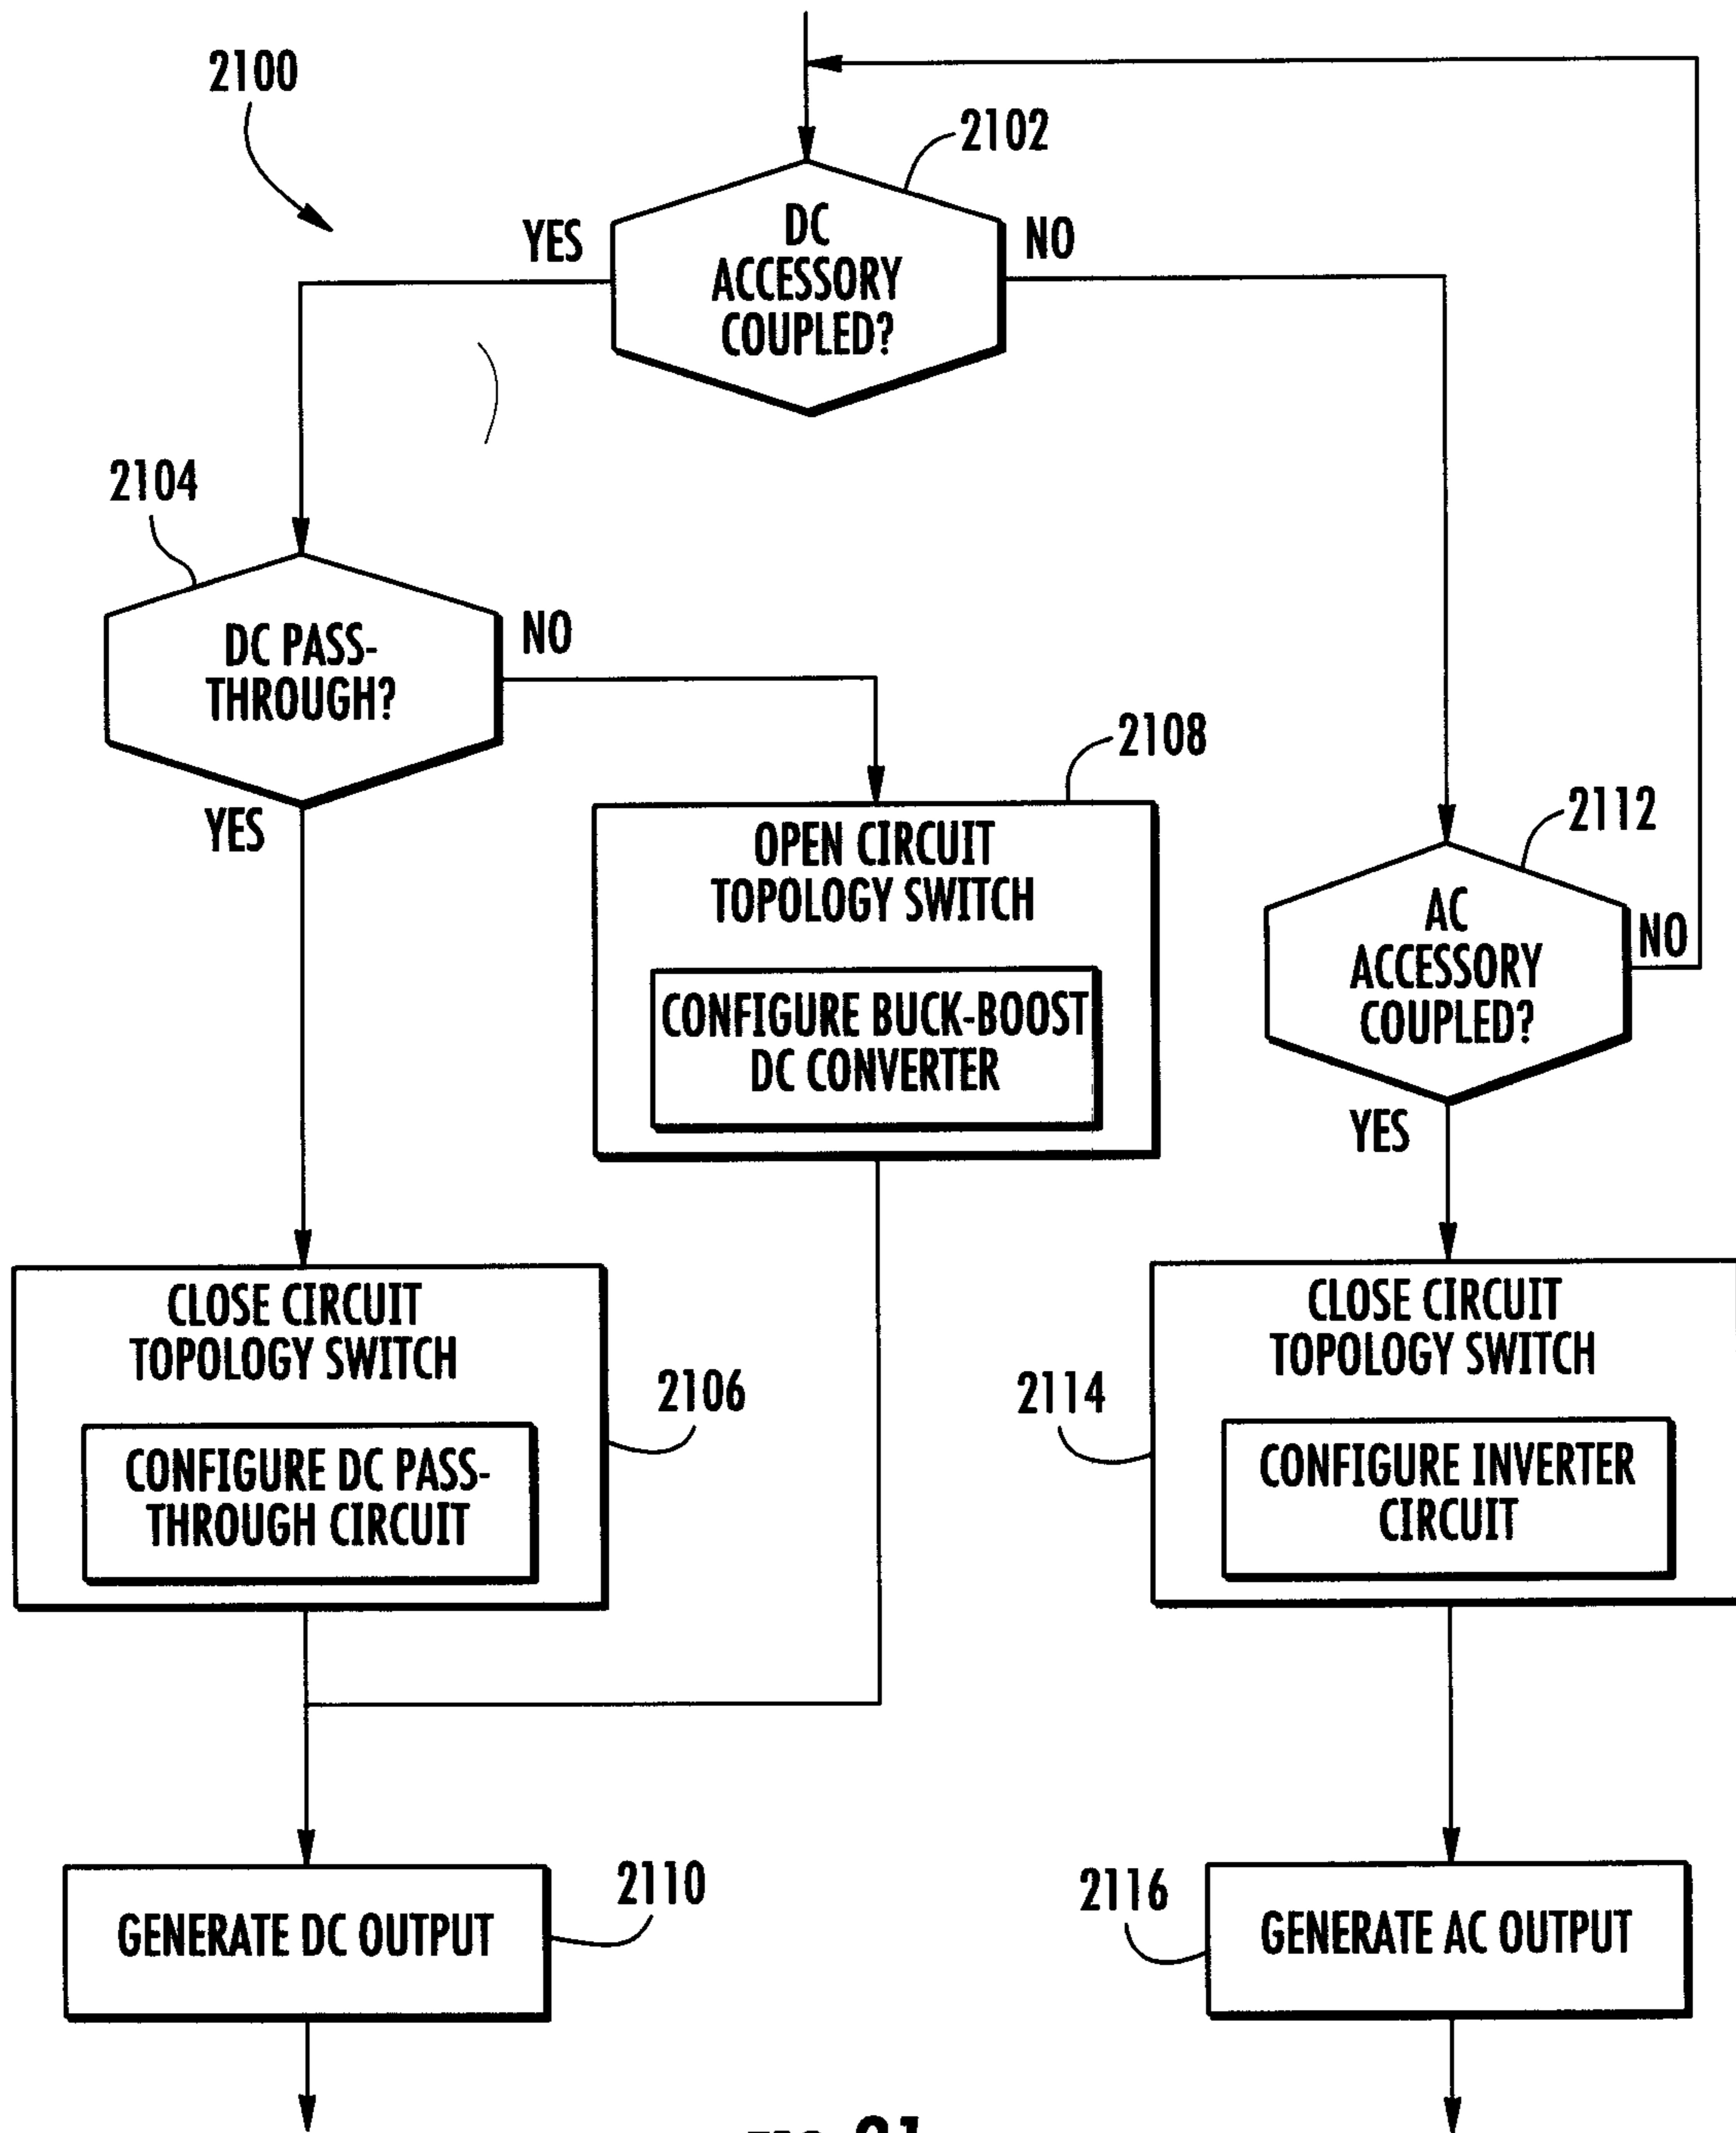 2100
2102
DC
ACCESSORY
COUPLED?
YES
NO
2104
DC PASS-
THROUGH?
NO
YES
2108
OPEN CIRCUIT
TOPOLOGY SWITCH
CONFIGURE BUCK-BOOST
DC CONVERTER
2112
AC
ACCESSORY
COUPLED?
NO
YES
CLOSE CIRCUIT
TOPOLOGY SWITCH
CONFIGURE DC PASS-
THROUGH CIRCUIT
2106
2114
CLOSE CIRCUIT
TOPOLOGY SWITCH
CONFIGURE INVERTER
CIRCUIT
GENERATE DC OUTPUT
2110
2116
GENERATE AC OUTPUT